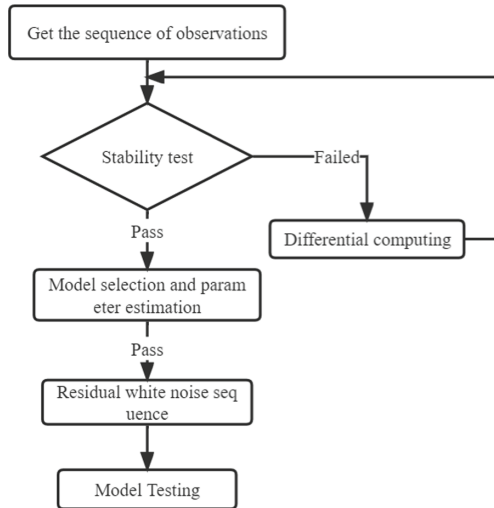 Get the sequence of observations
Stability test
Failed
Pass
Differential computing
Model selection and param
eter estimation
Pass
Residual white noise seq
uence
Model Testing